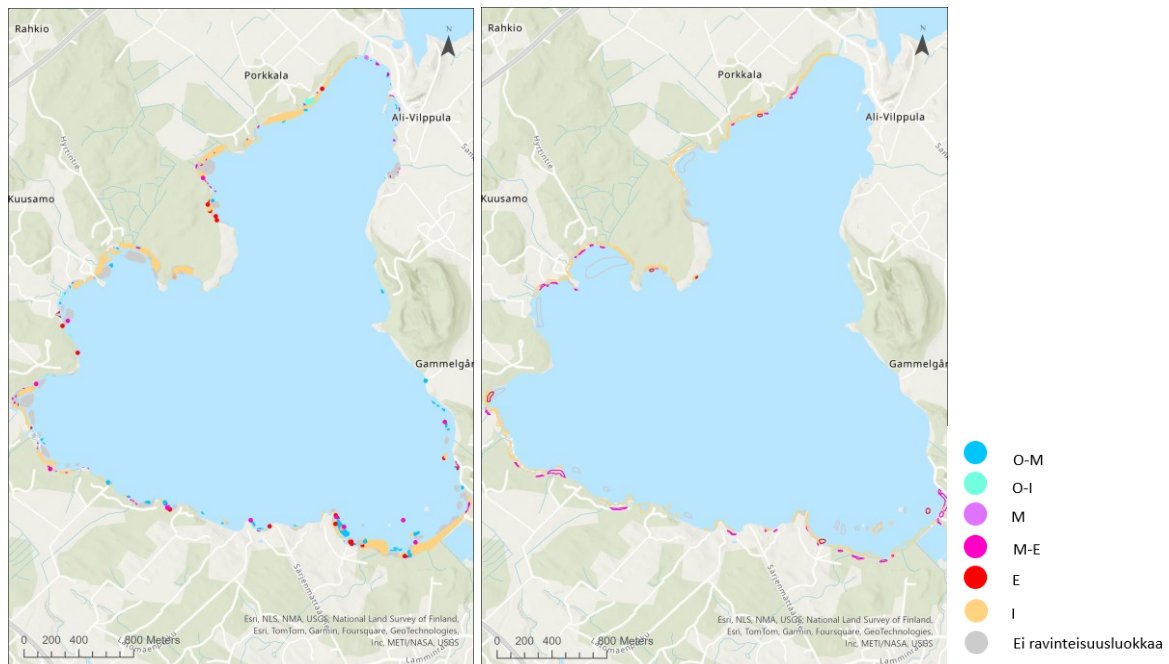 Rahkio
N
Porkkala
Ali-Vilppula
Hyrzintie
Kuusamo
Gammelgår
Särjenmättää
Esri, NLS, NMA, USGS, National Land Survey of Finland,
Esri, TomTom, Garmin, Foursquare, GeoTechnologies,
Inc, METI/NASA, USGS
0 200 400 800 Meters
Rahkio
N
Porkkala
Ali-Vilppula
Kuusamo
Gammelgår
Esri, NLS, NMA, USGS, National Land Survey of Finland,
Esri, TomTom, Garmin, Foursquare, GeoTechnologies,
Inc, METI/NASA, USGS
0 200 400 800 Meters
O-M
O-I
M
M-E
E
I
Ei ravinteisuusluokkaa